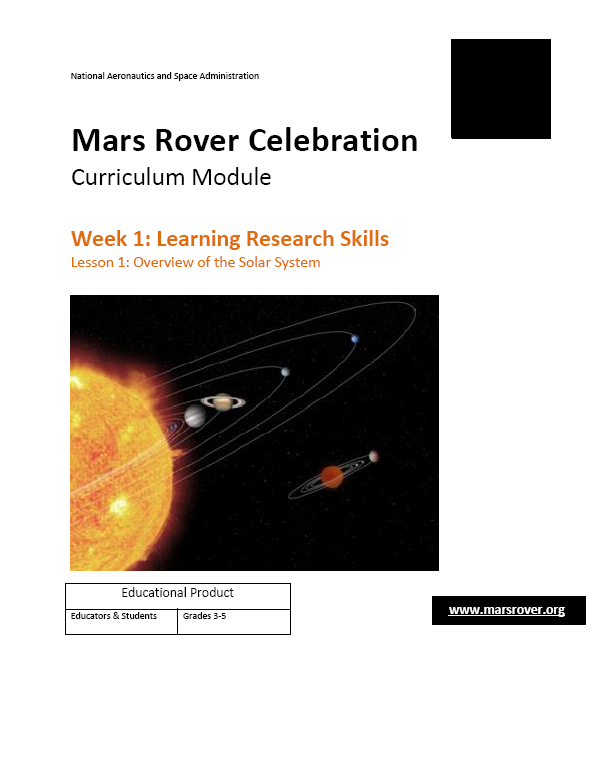 National Aeronautics and Space Administration
Mars Rover Celebration
Curriculum Module
Week 1: Learning Research Skills
Lesson 1: Overview of the Solar System
Educational Product
Educators & Students Grades 3-5
www.marsrover.org